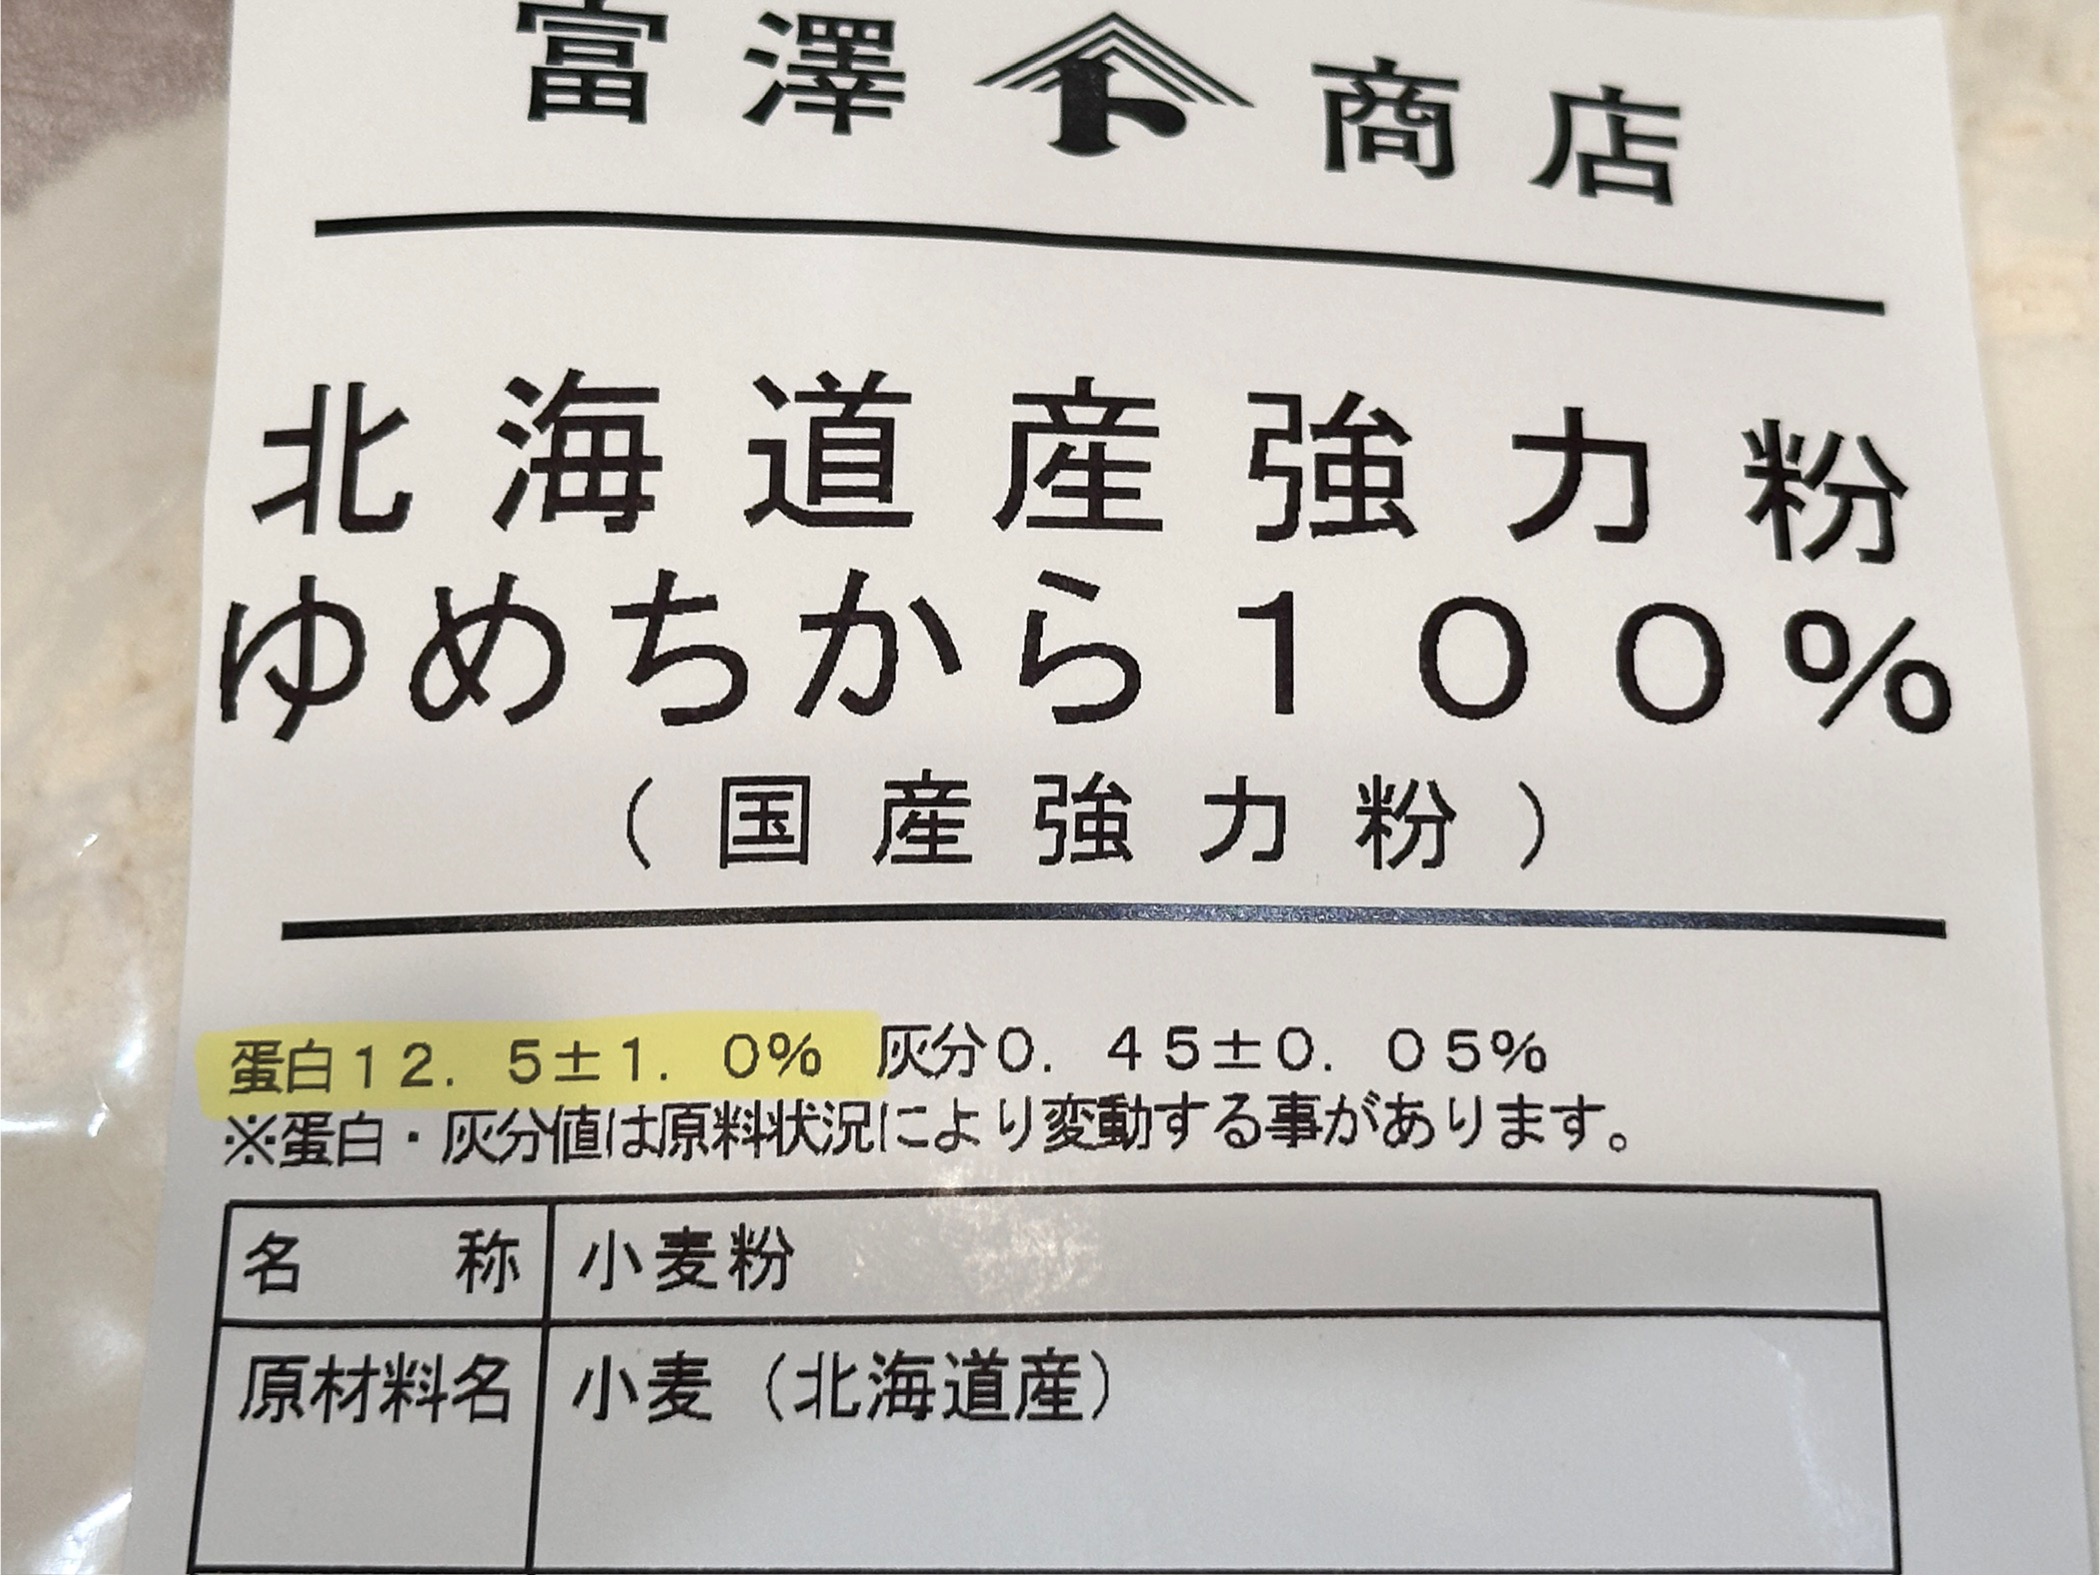 富澤商店
北海道産強力粉
ゆめちから１００％
（国産強力粉）
蛋白１２．５±１．０％ 灰分０．４５±０．０５％
※蛋白・灰分値は原料状況により変動する事があります。
名称 小麦粉
原材料名 小麦（北海道産）